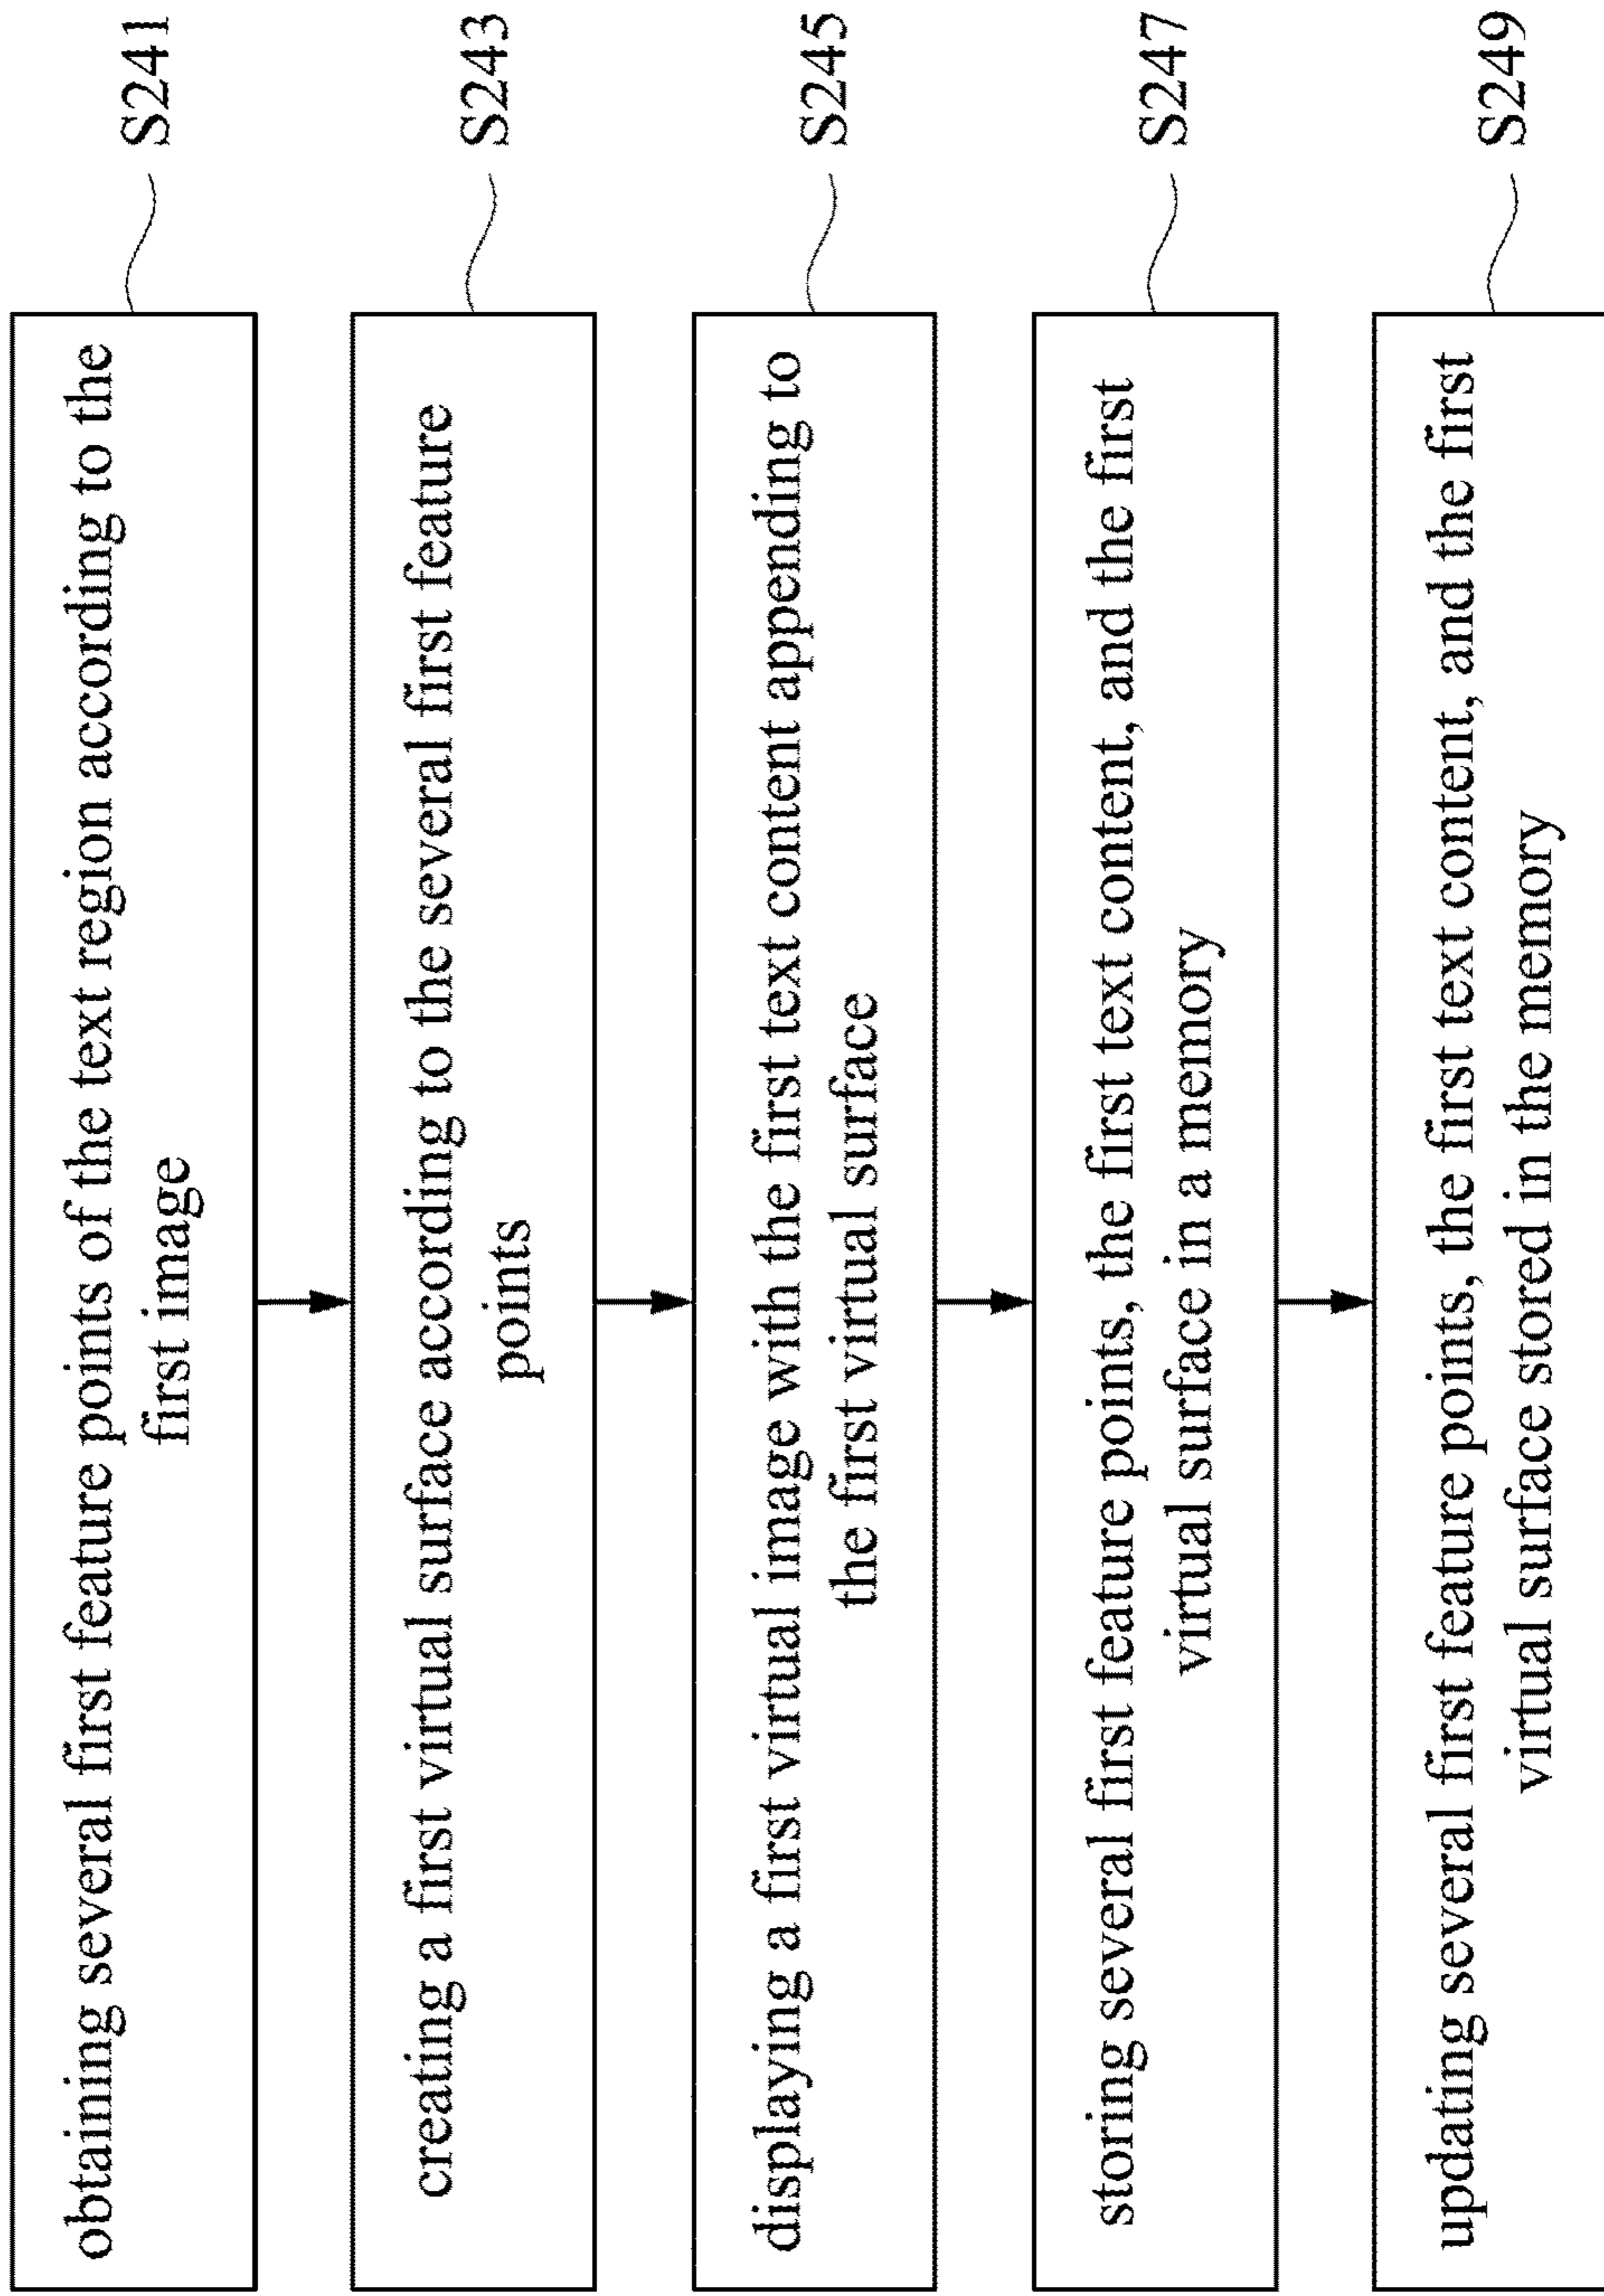 obtaining several first feature points of the text region according to the
first image
S241
creating a first virtual surface according to the several first feature
points
S243
displaying a first virtual image with the first text content appending to
the first virtual surface
S245
storing several first feature points, the first text content, and the first
virtual surface in a memory
S247
updating several first feature points, the first text content, and the first
virtual surface stored in the memory
S249